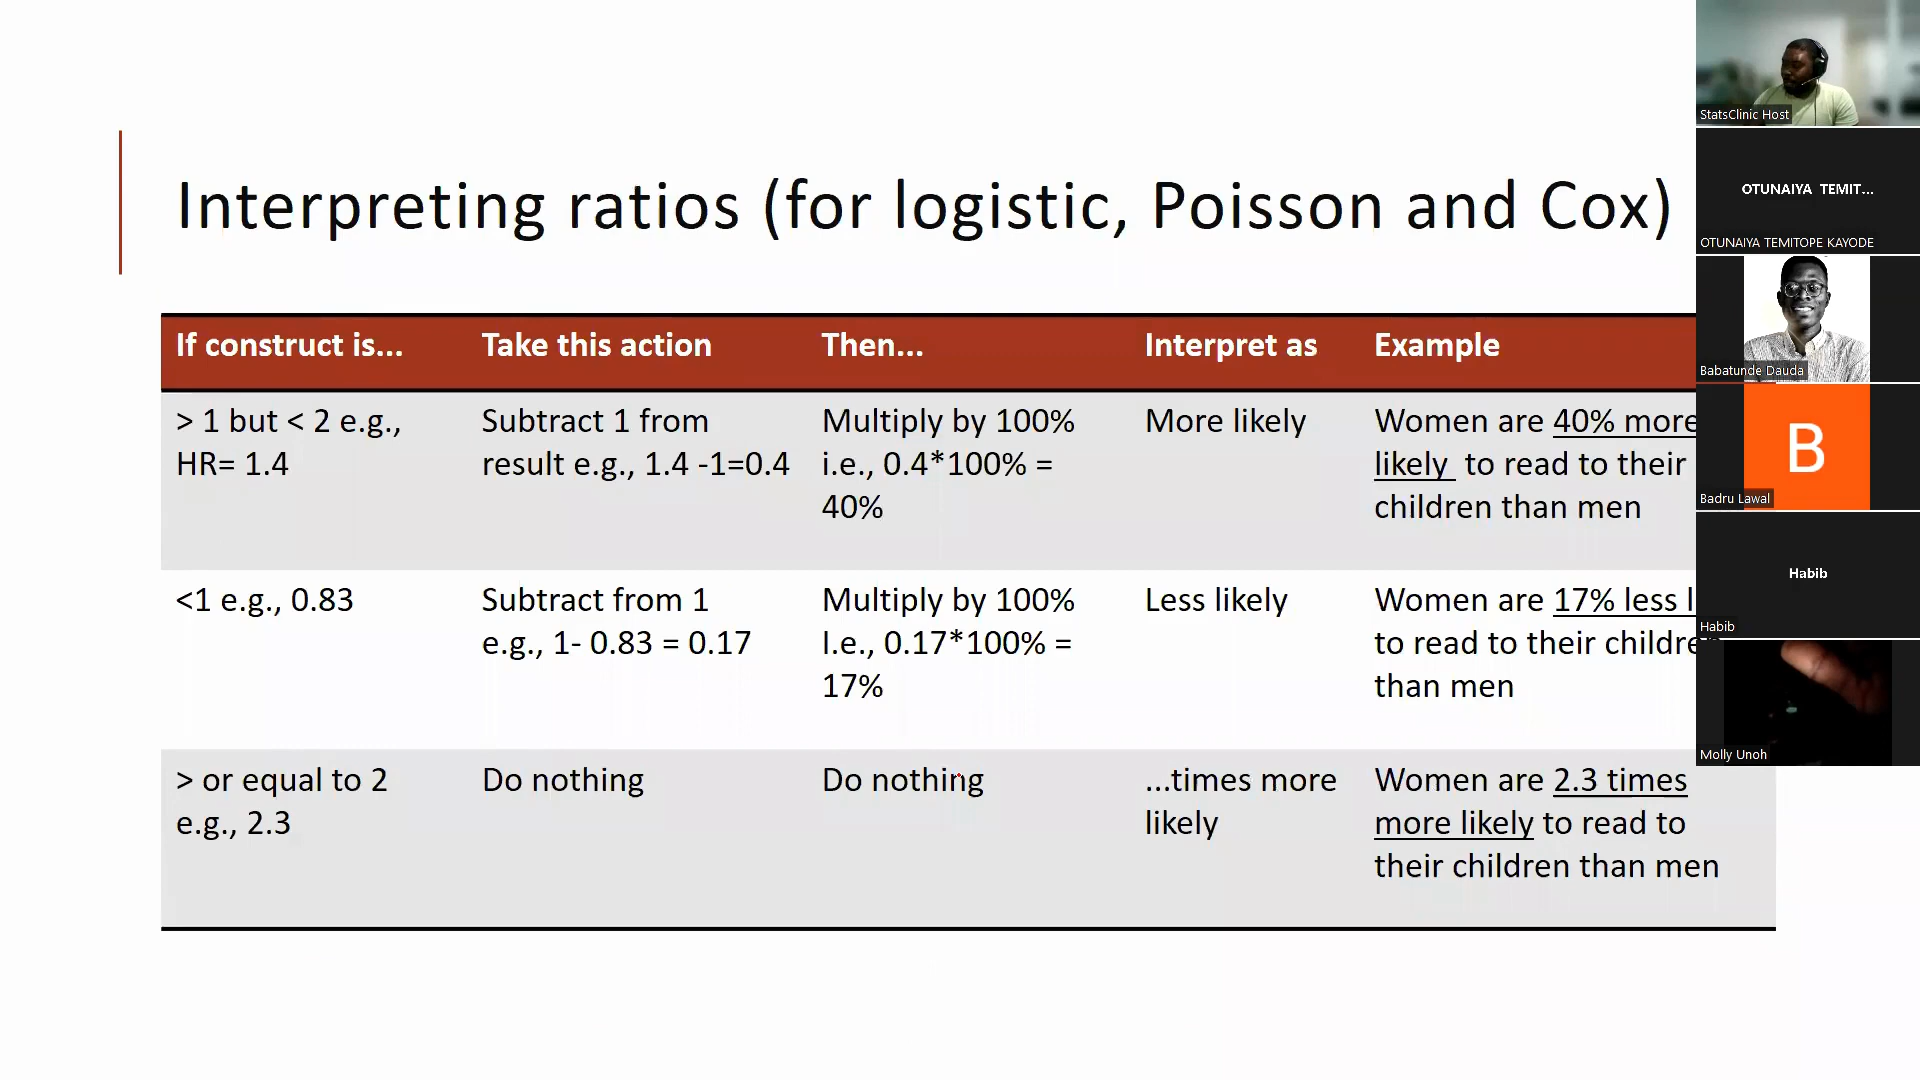 Interpreting ratios (for logistic, Poisson and Cox)
If construct is...
Take this action
Then...
Interpret as
Example
> 1 but < 2 e.g.,
HR= 1.4
Subtract 1 from
result e.g., 1.4 -1=0.4
Multiply by 100%
i.e., 0.4*100% =
40%
More likely
Women are 40% more
likely to read to their
children than men
<1 e.g., 0.83
Subtract from 1
e.g., 1- 0.83 = 0.17
Multiply by 100%
I.e., 0.17*100% =
17%
Less likely
Women are 17% less
to read to their
than men
> or equal to 2
e.g., 2.3
Do nothing
Do nothing
...times more
likely
Women are 2.3 times
more likely to read to
their children than men
StatsClinic Host
OTUNAIYA TEMIT...
OTUNAIYA TEMITOPE KAYODE
Babatunde Dauda
B
Badru Lawal
Habib
Habib
Molly Unoh